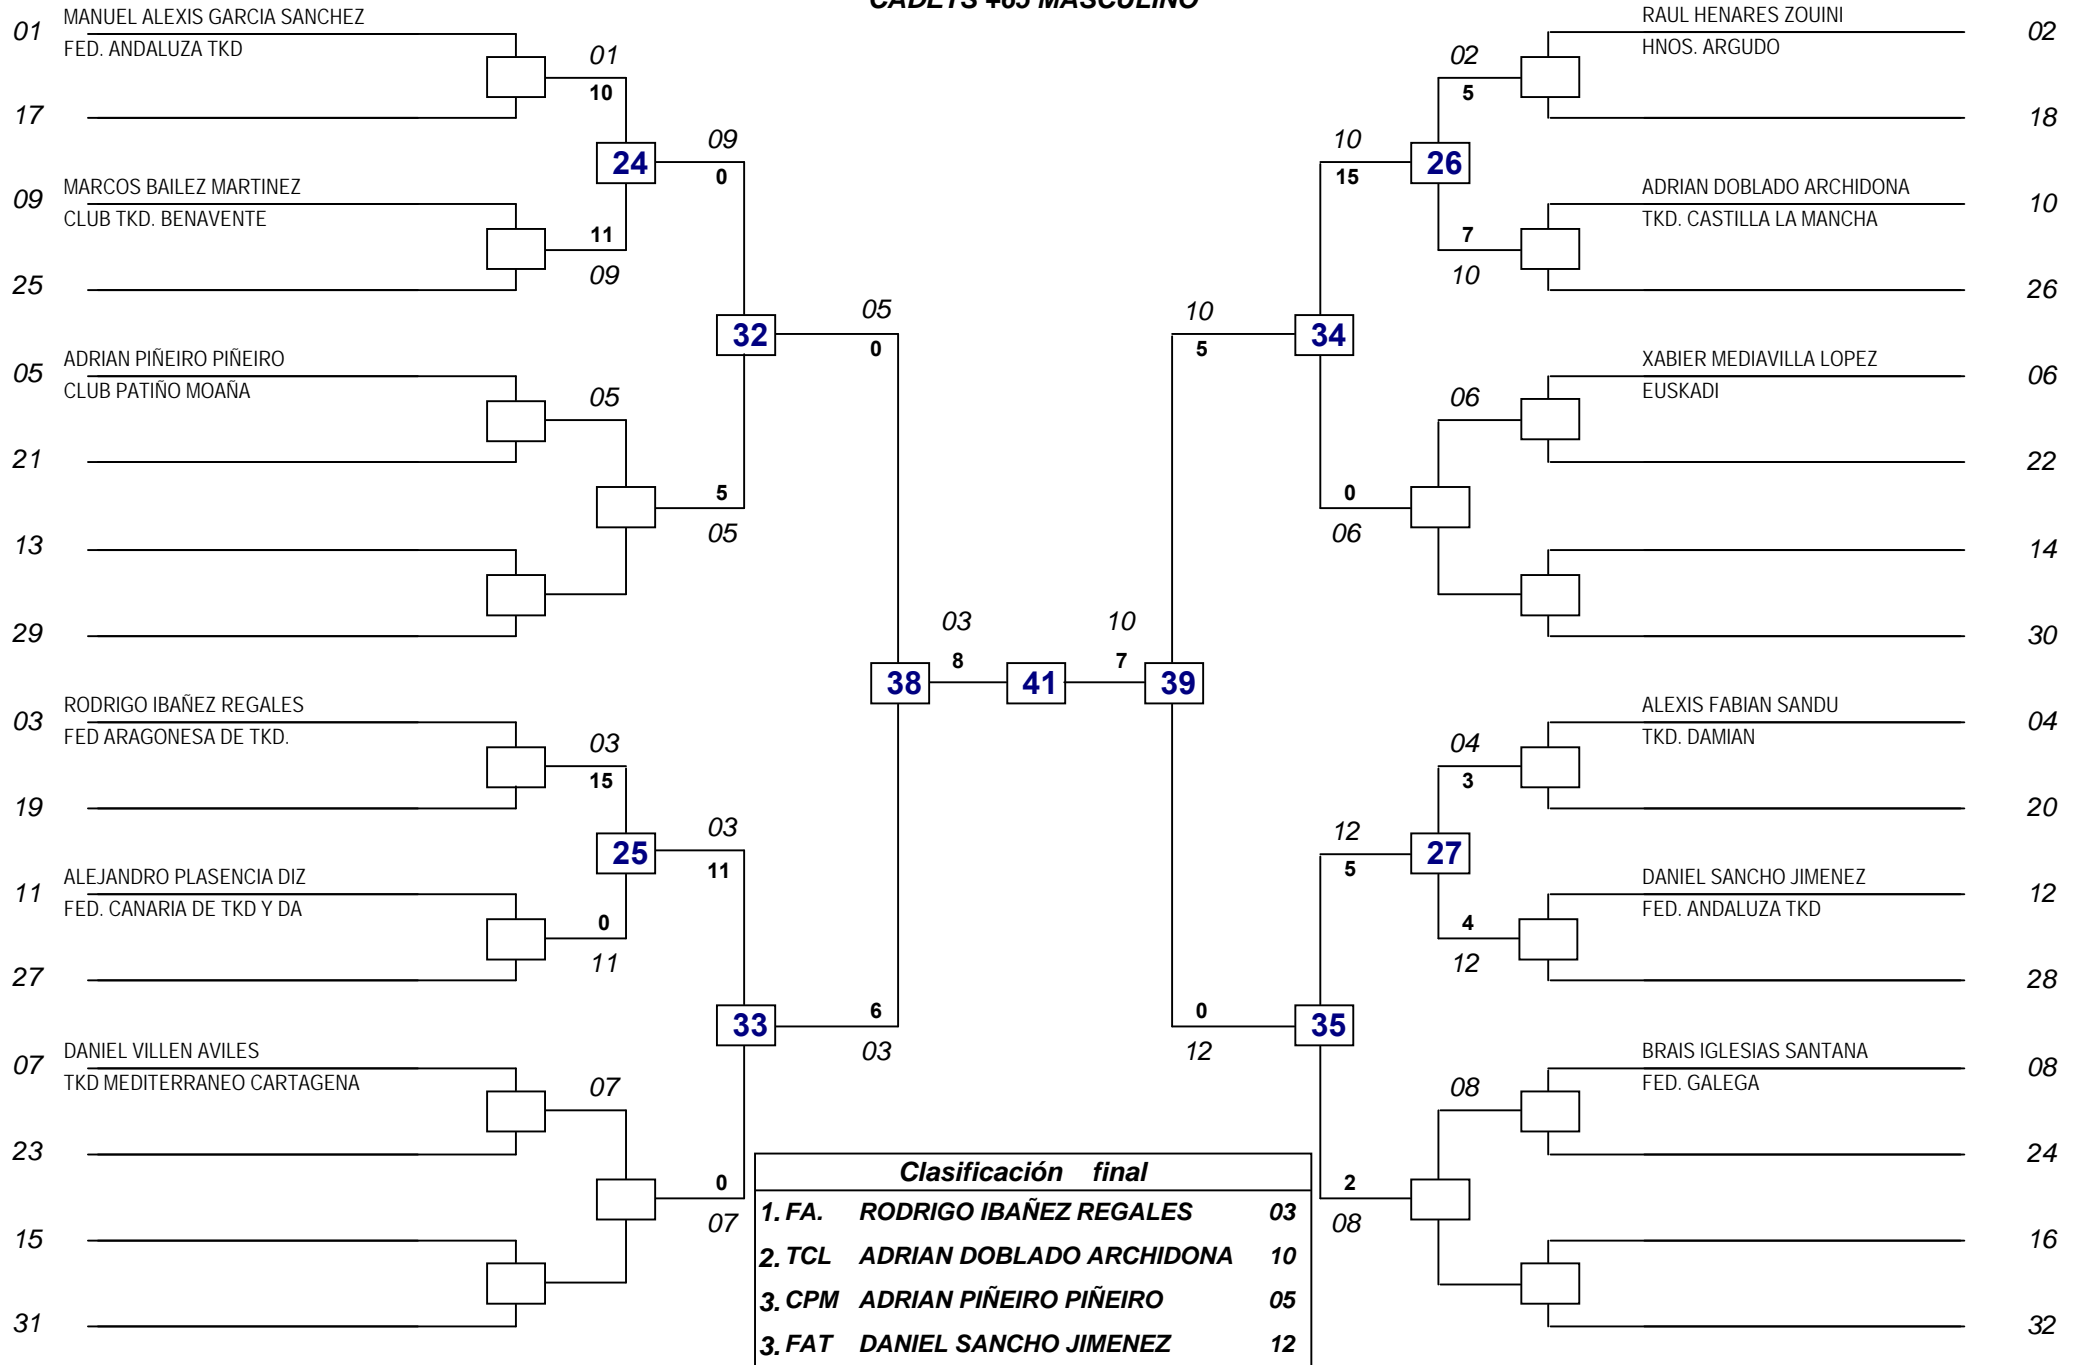 CADETS +65 MASCULINO
01 MANUEL ALEXIS GARCIA SANCHEZ
FED. ANDALUZA TKD
17
09 MARCOS BAILEZ MARTINEZ
CLUB TKD. BENAVENTE
25
05 ADRIAN PIÑEIRO PIÑEIRO
CLUB PATIÑO MOAÑA
21
13
29
03 RODRIGO IBAÑEZ REGALES
FED ARAGONESA DE TKD.
19
11 ALEJANDRO PLASENCIA DIZ
FED. CANARIA DE TKD Y DA
27
07 DANIEL VILLEN AVILES
TKD MEDITERRANEO CARTAGENA
23
15
31
01
10
24
11
09
05
03
15
25
0
11
07
09
0
32
5
05
03
11
33
0
07
05
0
38
6
03
03
8
41
10
7
39
10
5
0
12
10
15
34
0
06
12
5
35
2
08
02
5
26
7
10
06
04
3
27
4
12
08
RAUL HENARES ZOUINI 02
HNOS. ARGUDO
18
ADRIAN DOBLADO ARCHIDONA 10
TKD. CASTILLA LA MANCHA
26
XABIER MEDIAVILLA LOPEZ 06
EUSKADI
22
14
30
ALEXIS FABIAN SANDU 04
TKD. DAMIAN
20
DANIEL SANCHO JIMENEZ 12
FED. ANDALUZA TKD
28
BRAIS IGLESIAS SANTANA 08
FED. GALEGA
24
16
32
Clasificación final
1. FA. RODRIGO IBAÑEZ REGALES 03
2. TCL ADRIAN DOBLADO ARCHIDONA 10
3. CPM ADRIAN PIÑEIRO PIÑEIRO 05
3. FAT DANIEL SANCHO JIMENEZ 12